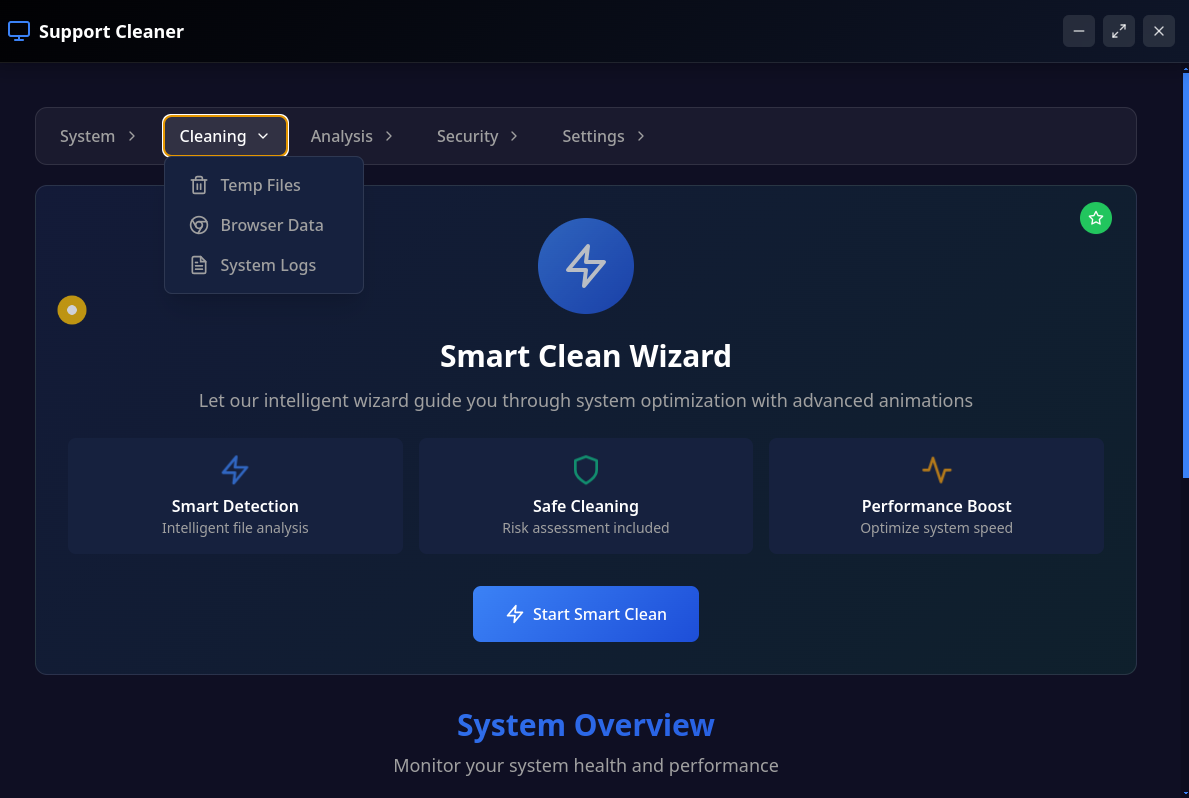 Support Cleaner
System
Cleaning
Analysis
Security
Settings
Temp Files
Browser Data
System Logs
Smart Clean Wizard
Let our intelligent wizard guide you through system optimization with advanced animations
Smart Detection
Intelligent file analysis
Safe Cleaning
Risk assessment included
Performance Boost
Optimize system speed
Start Smart Clean
System Overview
Monitor your system health and performance